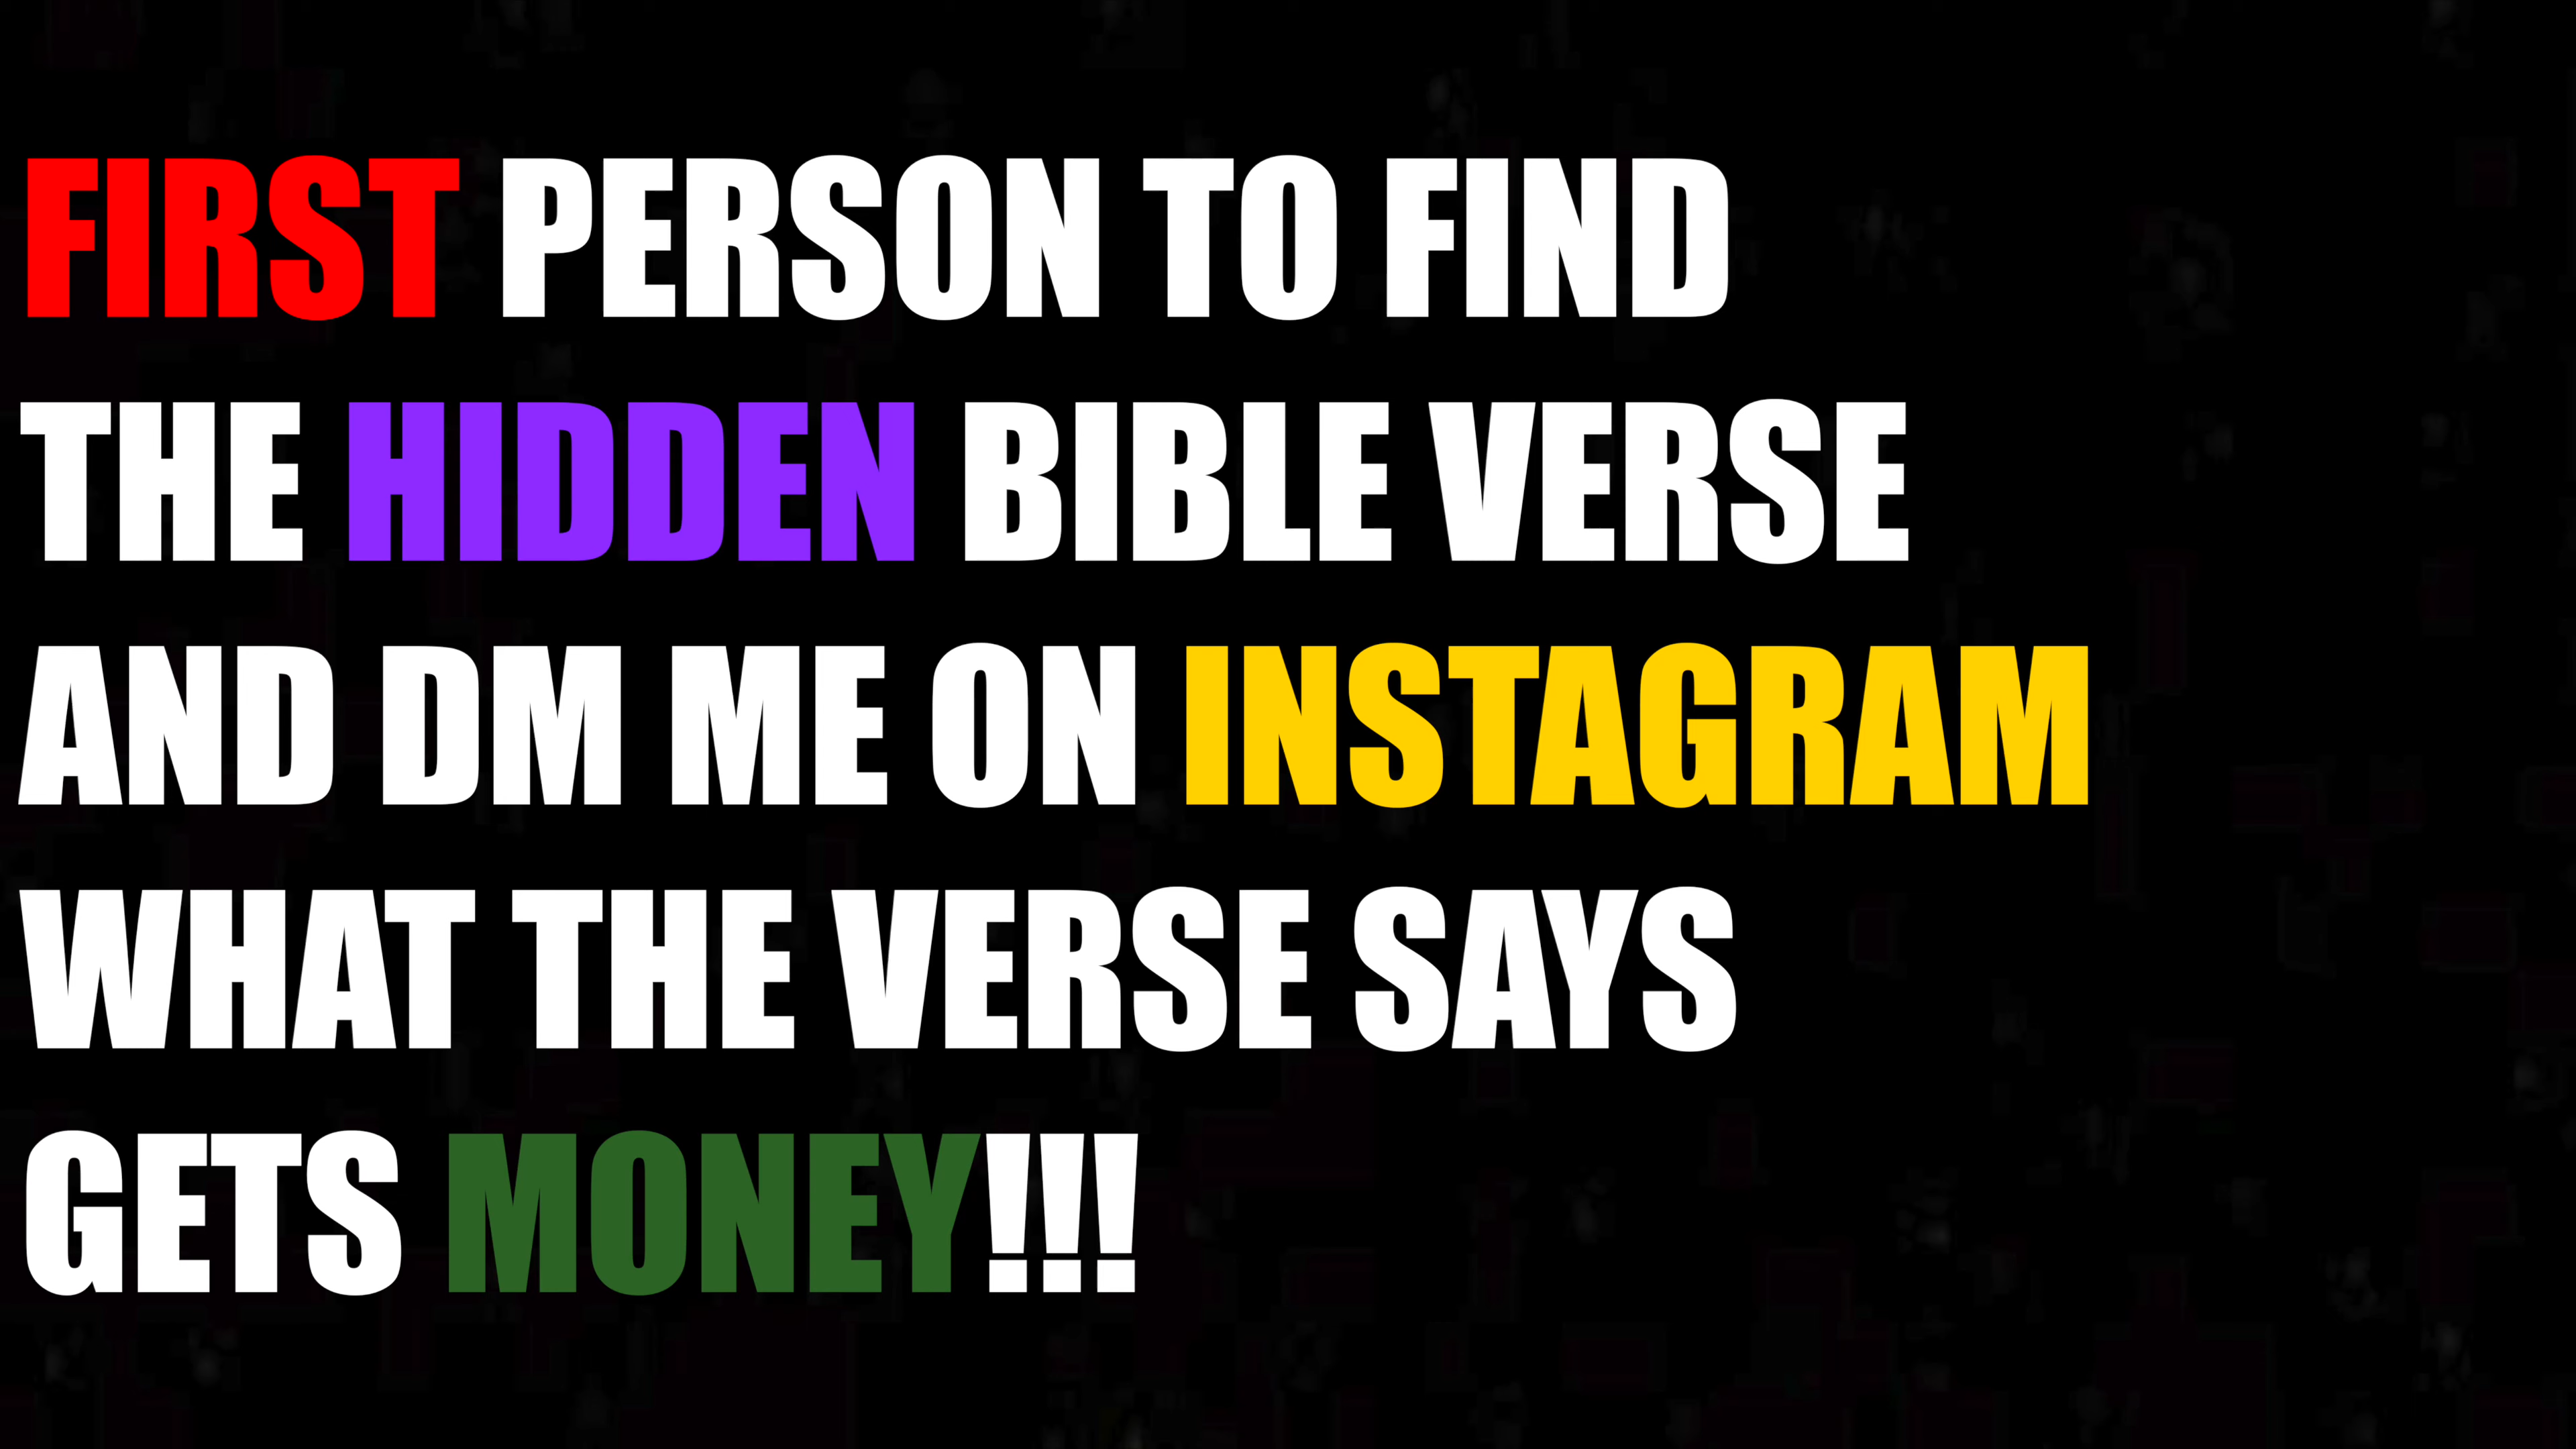 FIRST PERSON TO FIND
THE HIDDEN BIBLE VERSE
AND DM ME ON INSTAGRAM
WHAT THE VERSE SAYS
GETS MONEY!!!